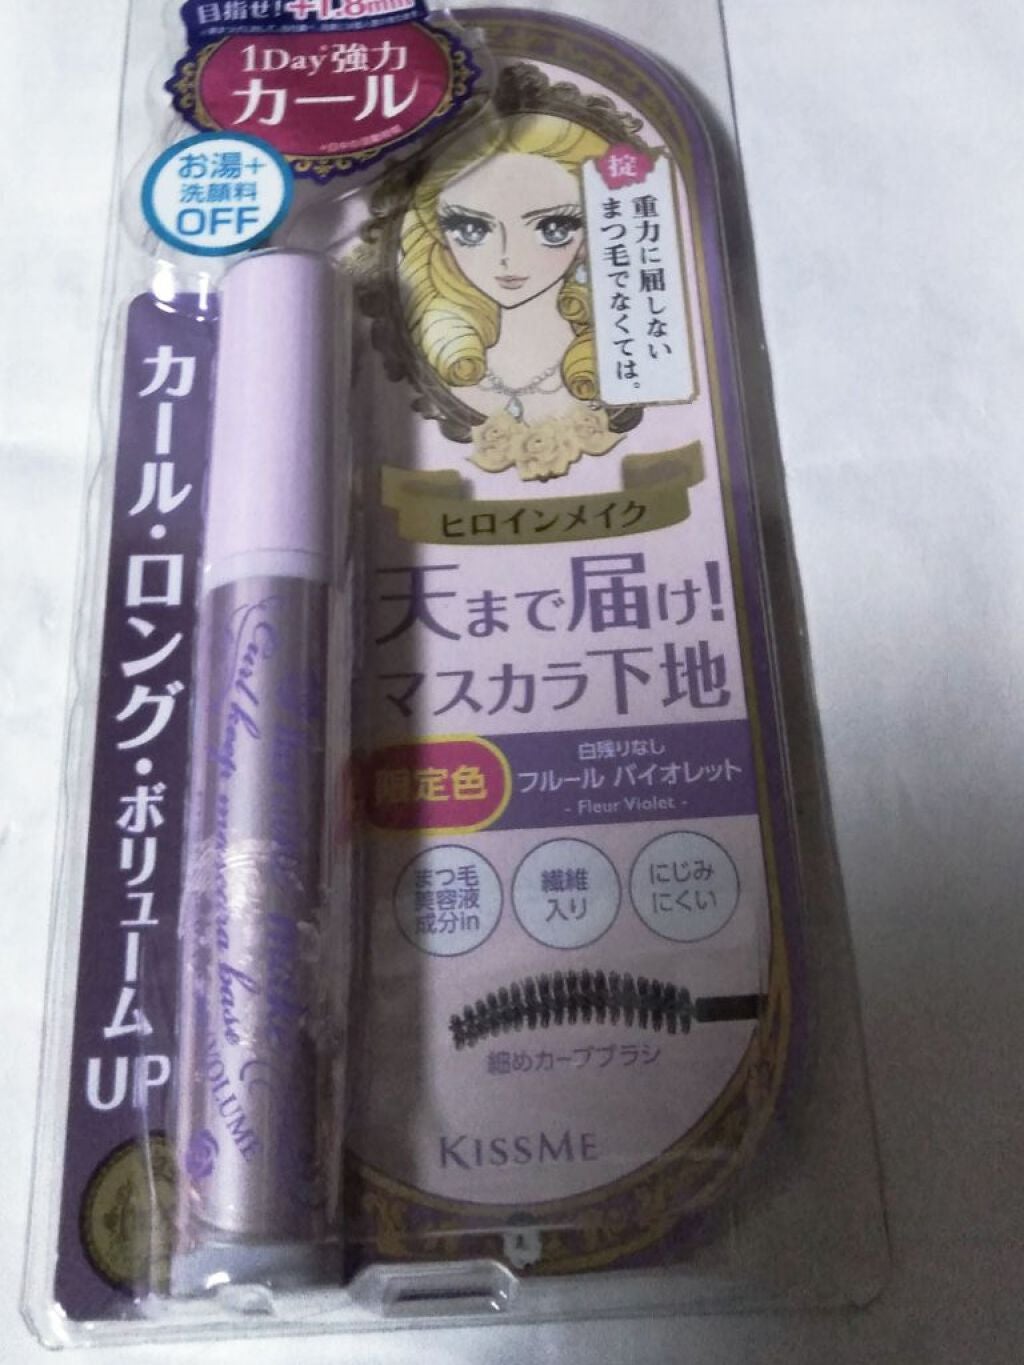 目指せ!+1.8mm
1Day*強力
カール
お湯+
洗顔料
OFF
掟
重力に屈しない
まつ毛でなくては。
カール・ロング・ボリュームUP
ヒロインメイク
天まで届け!
マスカラ下地
限定色
白残りなし
フルール バイオレット
- Fleur Violet -
まつ毛
美容液
成分in
繊維
入り
にじみ
にくい
細めカーブブラシ
KISSME
Heroine make
Curl keep mascara base
VOLUME